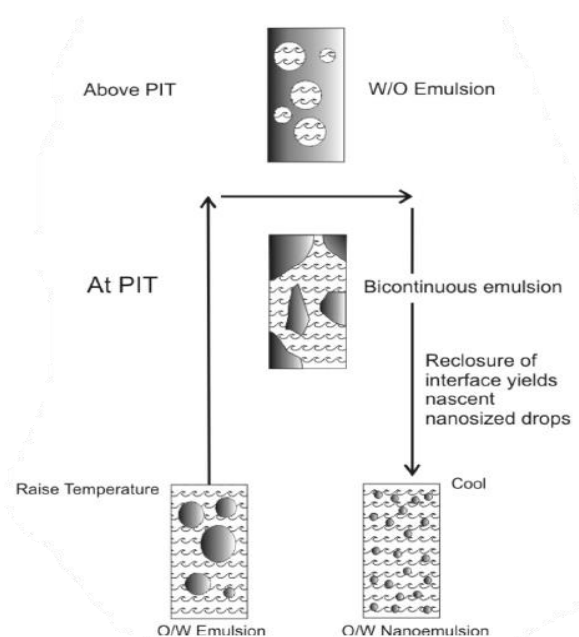 Above PIT
W/O Emulsion
At PIT
Bicontinuous emulsion
Reclosure of
interface yields
nascent
nanosized drops
Raise Temperature
Cool
O/W Emulsion
O/W Nanoemulsion